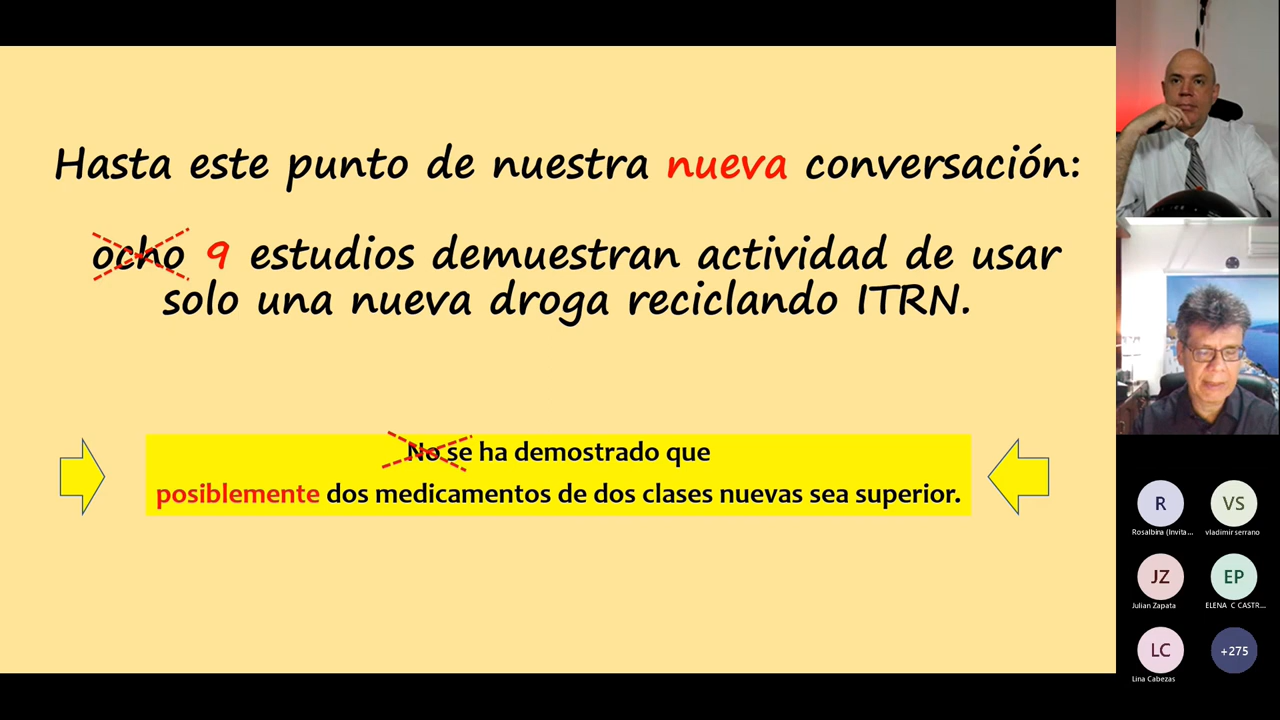 Hasta este punto de nuestra nueva conversación:
ocho 9 estudios demuestran actividad de usar
solo una nueva droga reciclando ITRN.
No se ha demostrado que
posiblemente dos medicamentos de dos clases nuevas sea superior.
R
VS
Rosalbina (Invita...
vladimir serrano
JZ
EP
Julian Zapata
ELENA C CASTR...
LC
+275
Lina Cabezas